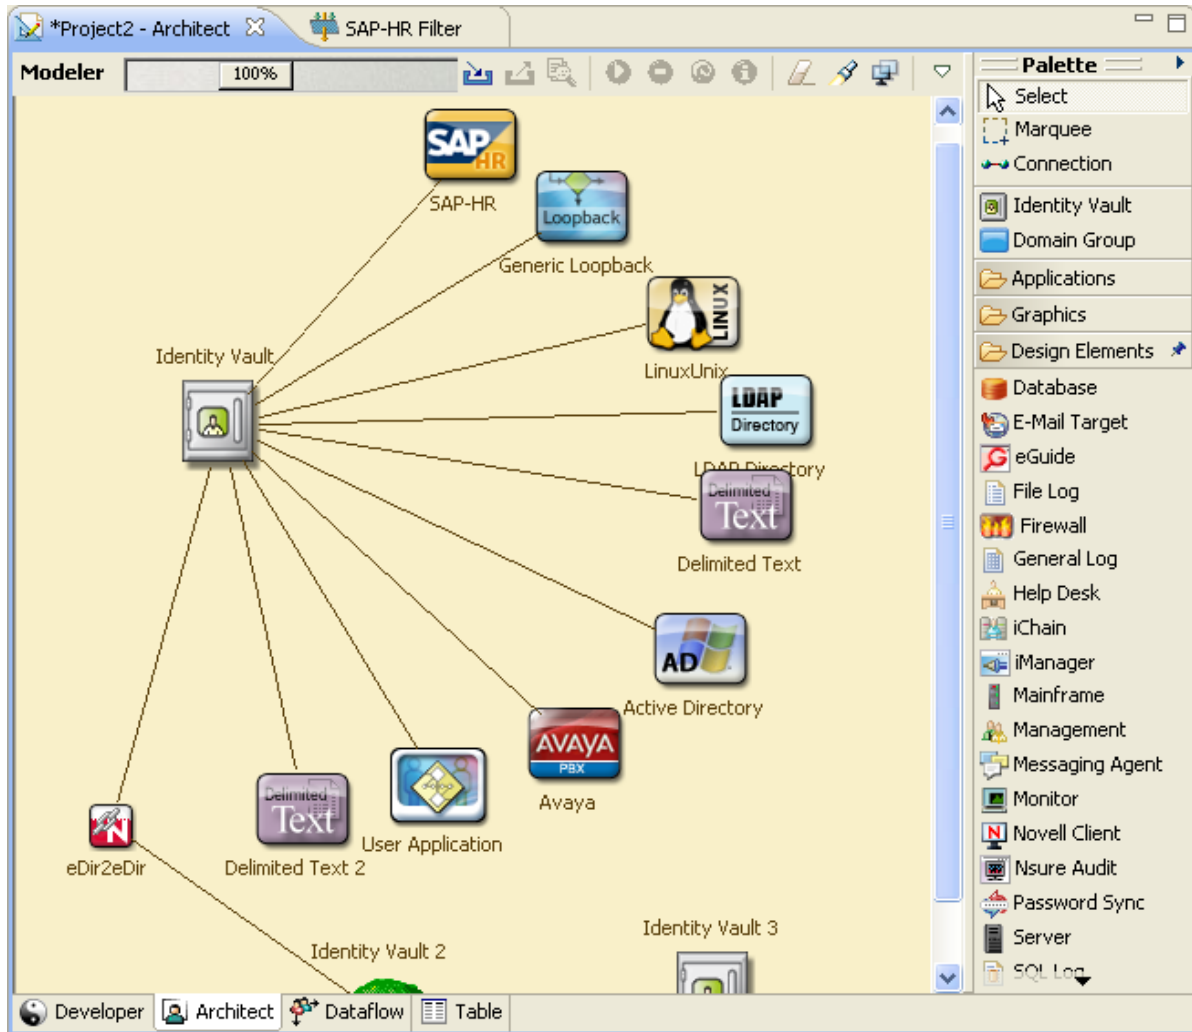 *Project2 - Architect
SAP-HR Filter
Modeler
100%
Palette
Select
Marquee
Connection
Identity Vault
Domain Group
Applications
Graphics
Design Elements
Database
E-Mail Target
eGuide
File Log
Firewall
General Log
Help Desk
iChain
iManager
Mainframe
Management
Messaging Agent
Monitor
Novell Client
Nsure Audit
Password Sync
Server
SQL Log
SAP
HR
SAP-HR
Loopback
Generic Loopback
LINUX
LinuxUnix
Identity Vault
LDAP
Directory
LDAP Directory
Delimited
Text
Delimited Text
AD
Active Directory
AVAYA
PBX
Avaya
User Application
Delimited
Text
Delimited Text 2
N
eDir2eDir
Identity Vault 2
Identity Vault 3
Developer
Architect
Dataflow
Table